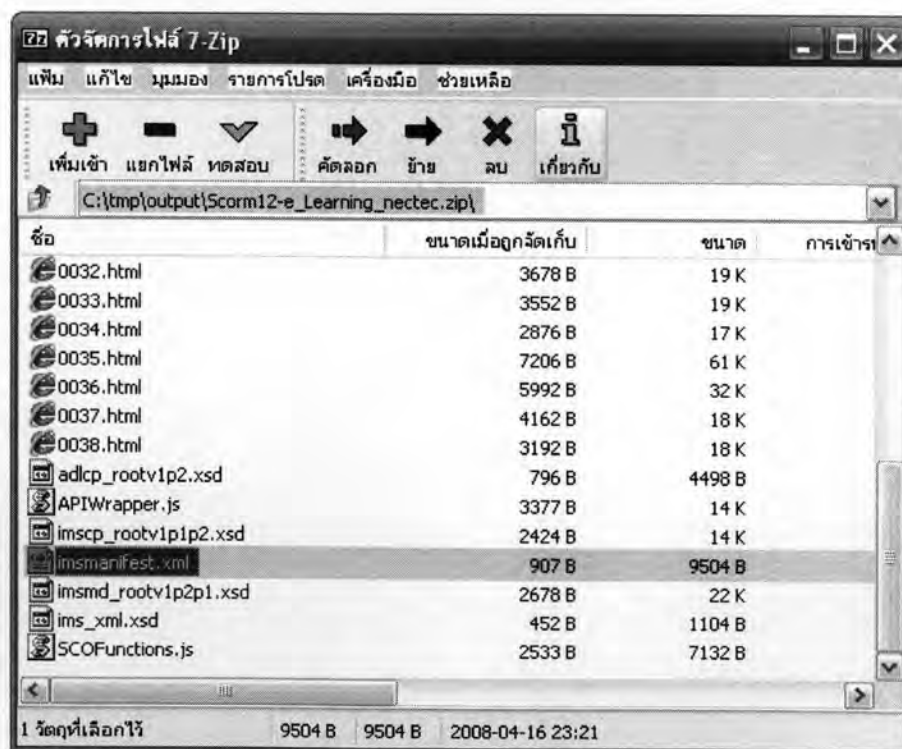 7z ตัวจัดการไฟล์ 7-Zip
แฟ้ม แก้ไข มุมมอง รายการโปรด เครื่องมือ ช่วยเหลือ
เพิ่มเข้า แยกไฟล์ ทดสอบ คัดลอก ย้าย ลบ เกี่ยวกับ
C:\tmp\output\Scorm12-e_Learning_nectec.zip\
ชื่อ ขนาดเมื่อถูกจัดเก็บ ขนาด การเข้ารห
0032.html 3678 B 19 K
0033.html 3552 B 19 K
0034.html 2876 B 17 K
0035.html 7206 B 61 K
0036.html 5992 B 32 K
0037.html 4162 B 18 K
0038.html 3192 B 18 K
adlcp_rootv1p2.xsd 796 B 4498 B
APIWrapper.js 3377 B 14 K
imscp_rootv1p1p2.xsd 2424 B 14 K
imsmanifest.xml 907 B 9504 B
imsmd_rootv1p2p1.xsd 2678 B 22 K
ims_xml.xsd 452 B 1104 B
SCOFunctions.js 2533 B 7132 B
1 วัตถุที่เลือกไว้ 9504 B 9504 B 2008-04-16 23:21